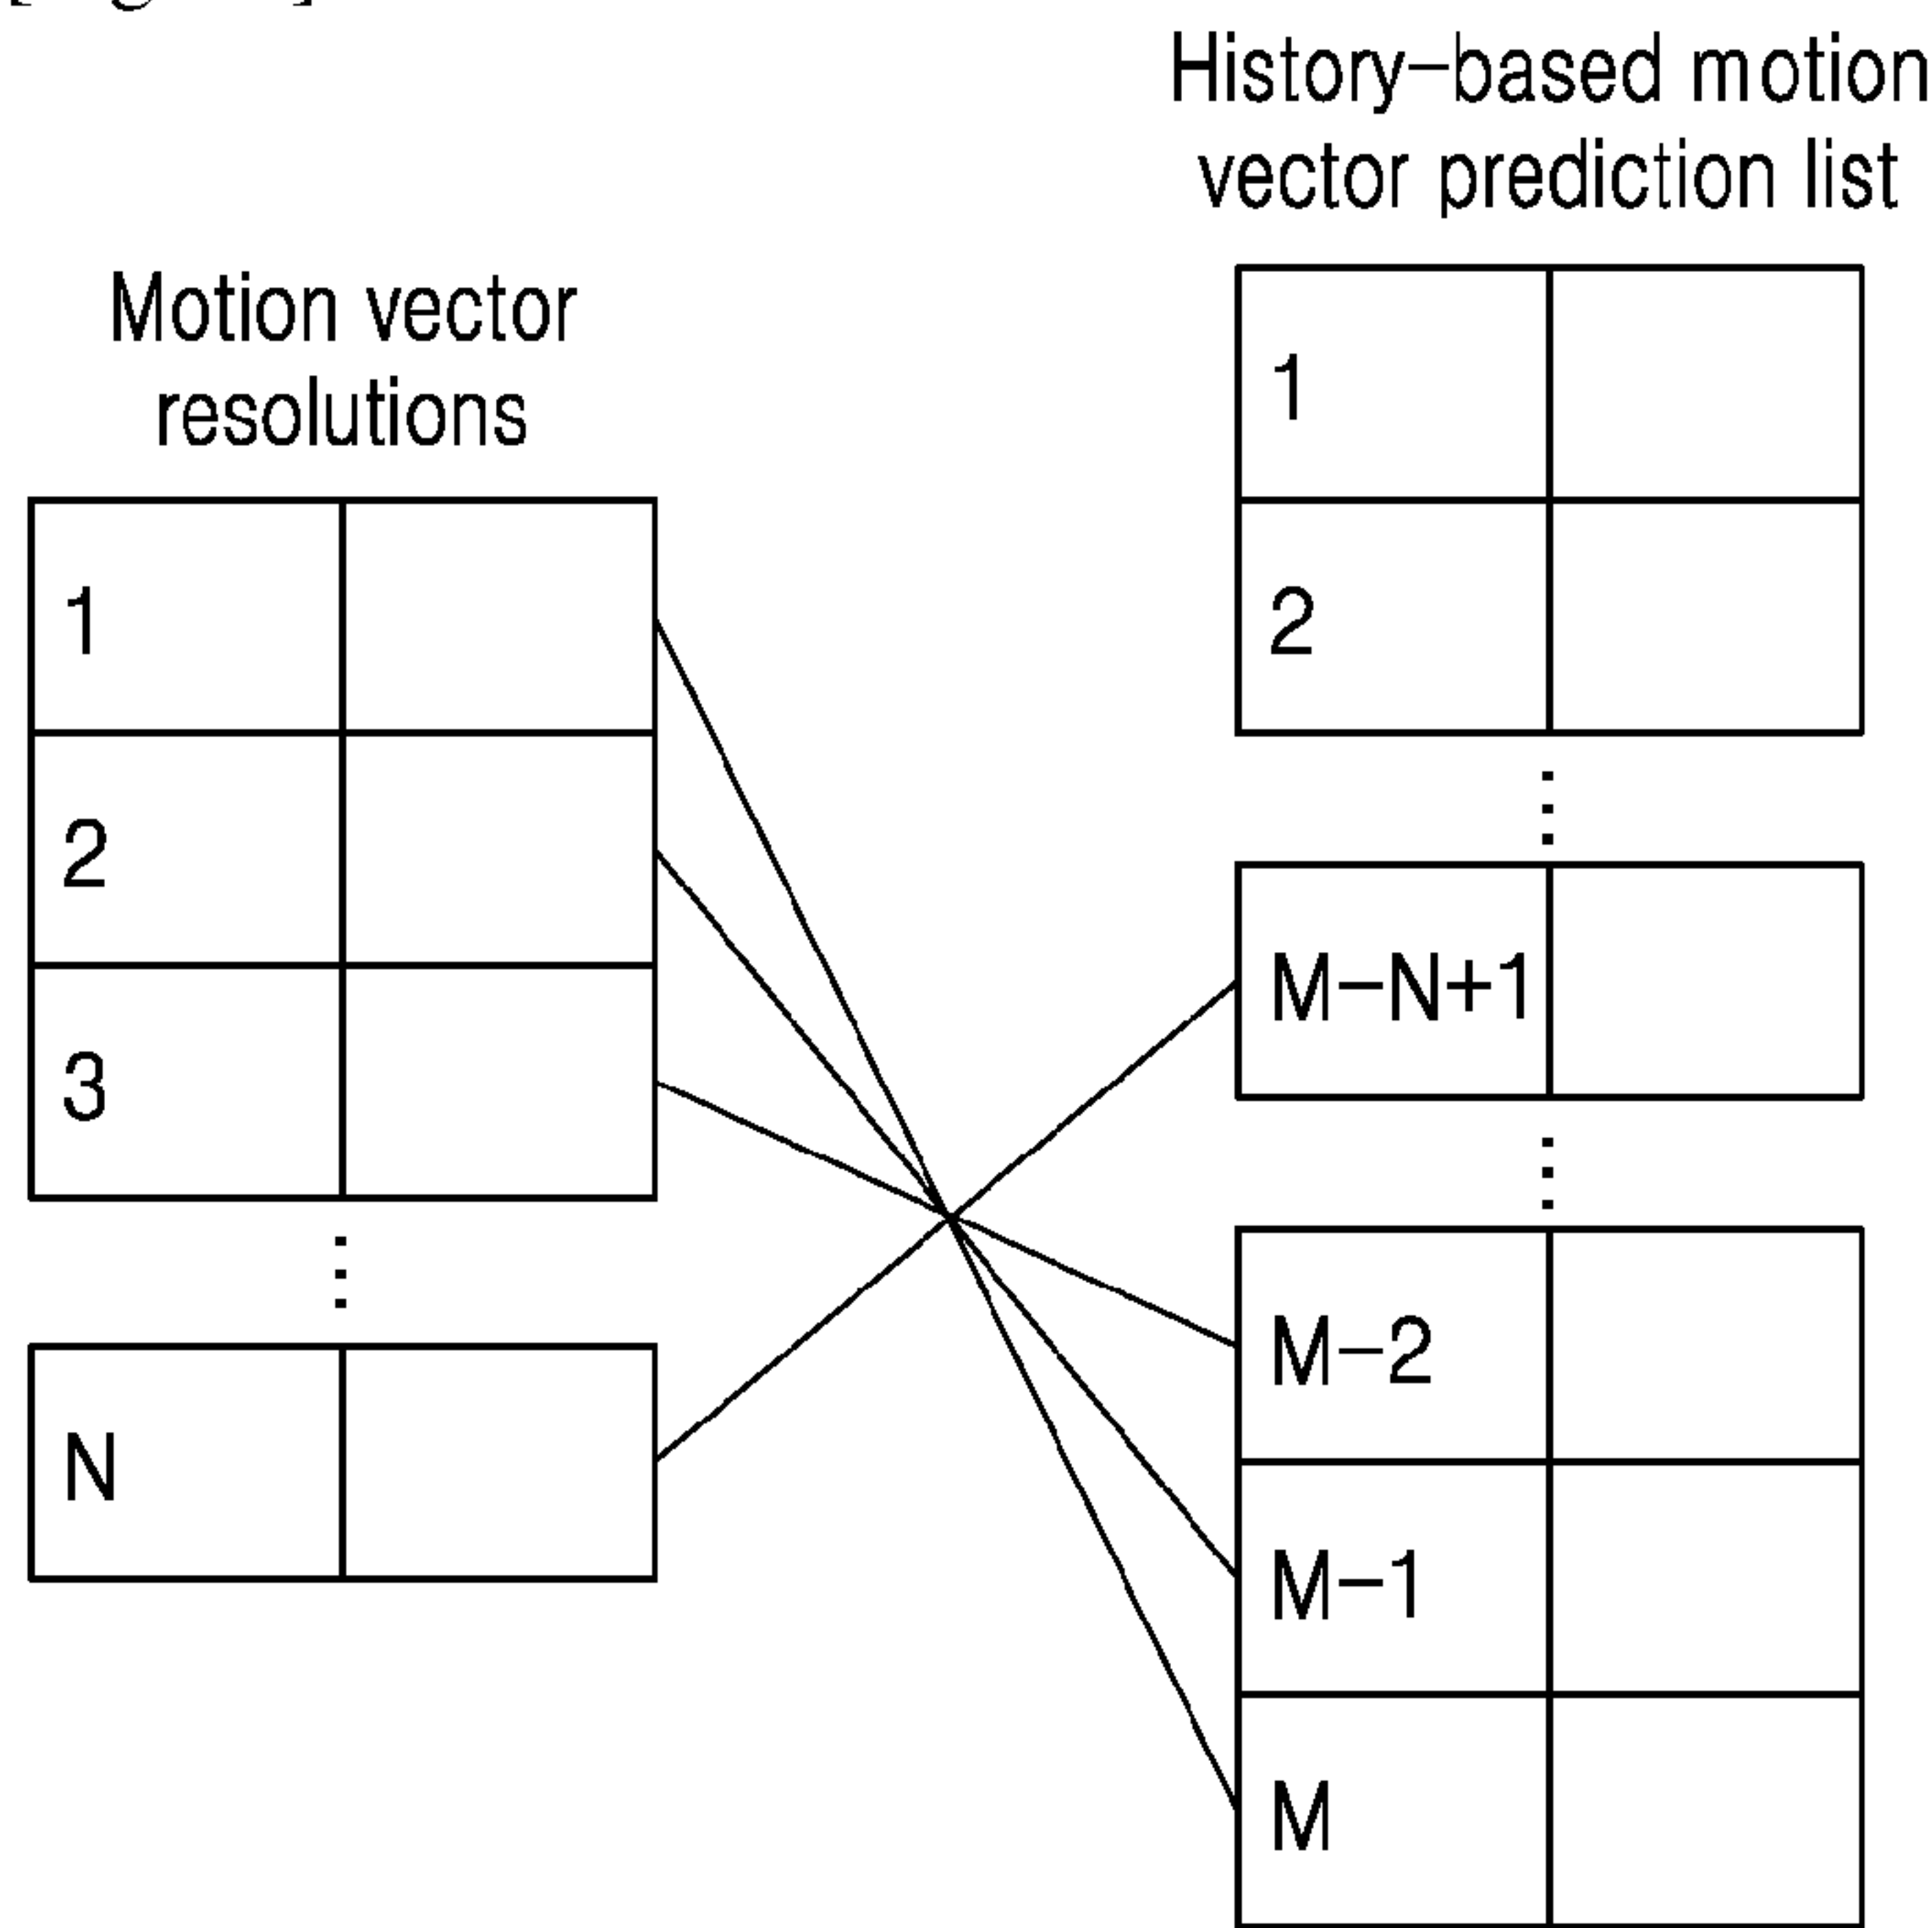 History-based motion
vector prediction list
Motion vector
resolutions
1
2
3
N
1
2
M-N+1
M-2
M-1
M